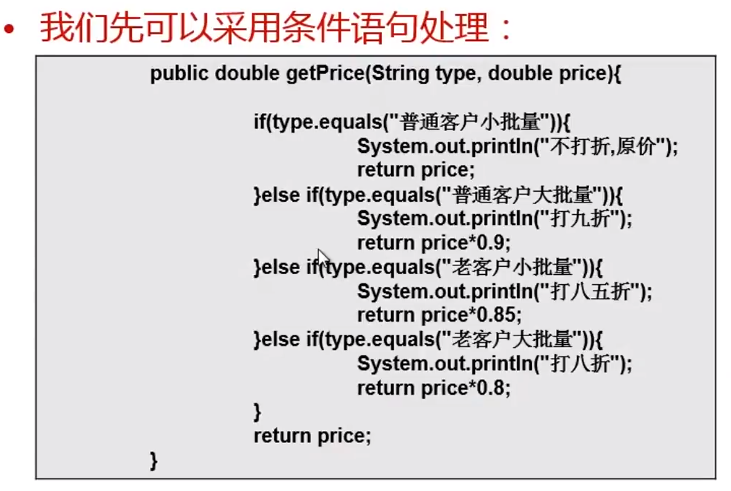 • 我们先可以采用条件语句处理：
public double getPrice(String type, double price){
if(type.equals("普通客户小批量")){
System.out.println("不打折,原价");
return price;
}else if(type.equals("普通客户大批量")){
System.out.println("打九折");
return price*0.9;
}else if(type.equals("老客户小批量")){
System.out.println("打八五折");
return price*0.85;
}else if(type.equals("老客户大批量")){
System.out.println("打八折");
return price*0.8;
}
return price;
}